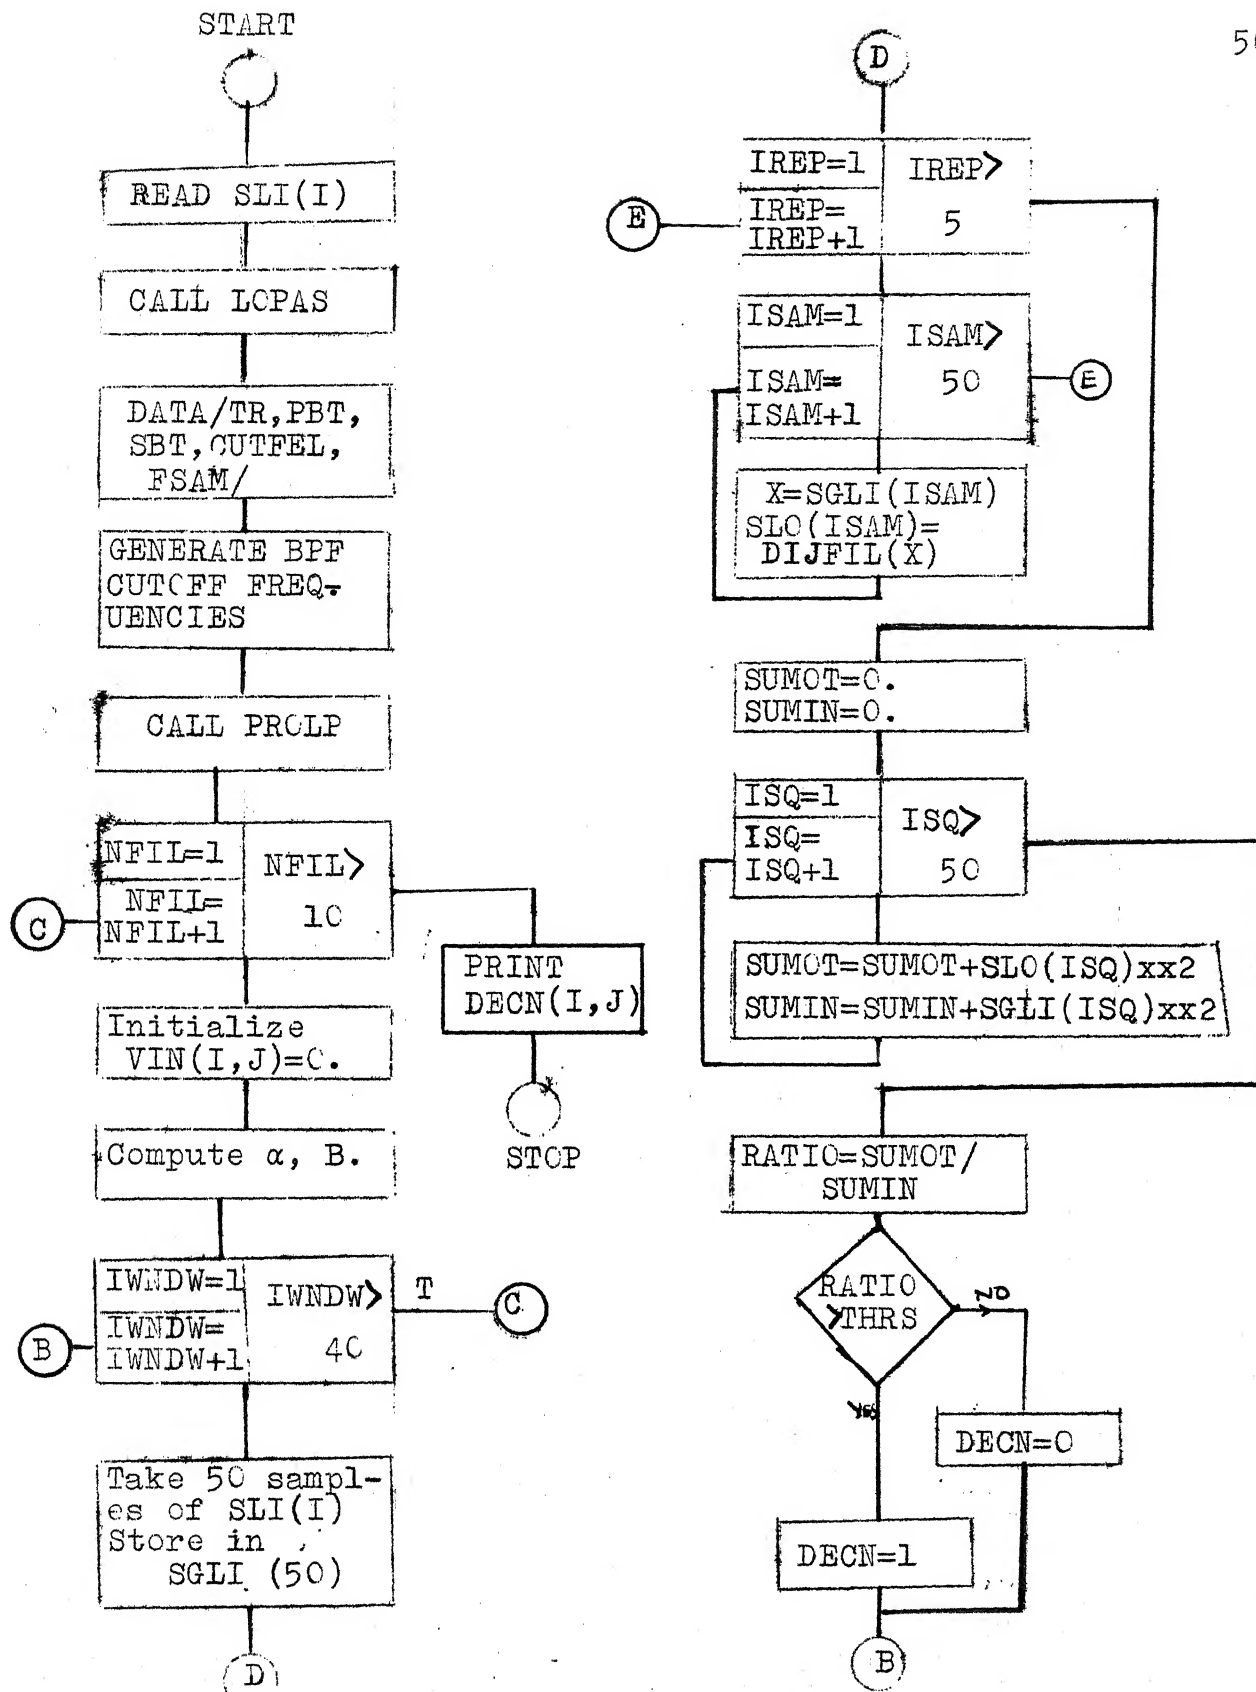 START
READ SLI(I)
CALL LOPAS
DATA/TR,PBT,
SBT,CUTFEL,
FSAM/
GENERATE BPF
CUTOFF FREQ-
UENCIES
CALL PROLP
NFIL=1
NFIL=
NFIL+1
NFIL>
10
C
PRINT
DECN(I,J)
STOP
Initialize
VIN(I,J)=0.
Compute α, B.
IWNDW=1
IWNDW=
IWNDW+1
IWNDW>
40
T
C
B
Take 50 sampl-
es of SLI(I)
Store in
SGLI (50)
D
D
IREP=1
IREP=
IREP+1
IREP>
5
E
ISAM=1
ISAM=
ISAM+1
ISAM>
50
E
X=SGLI(ISAM)
SLO(ISAM)=
DIJFIL(X)
SUMOT=0.
SUMIN=0.
ISQ=1
ISQ=
ISQ+1
ISQ>
50
SUMOT=SUMOT+SLO(ISQ)xx2
SUMIN=SUMIN+SGLI(ISQ)xx2
RATIO=SUMOT/
SUMIN
RATIO
>THRS
NO
YES
DECN=0
DECN=1
B